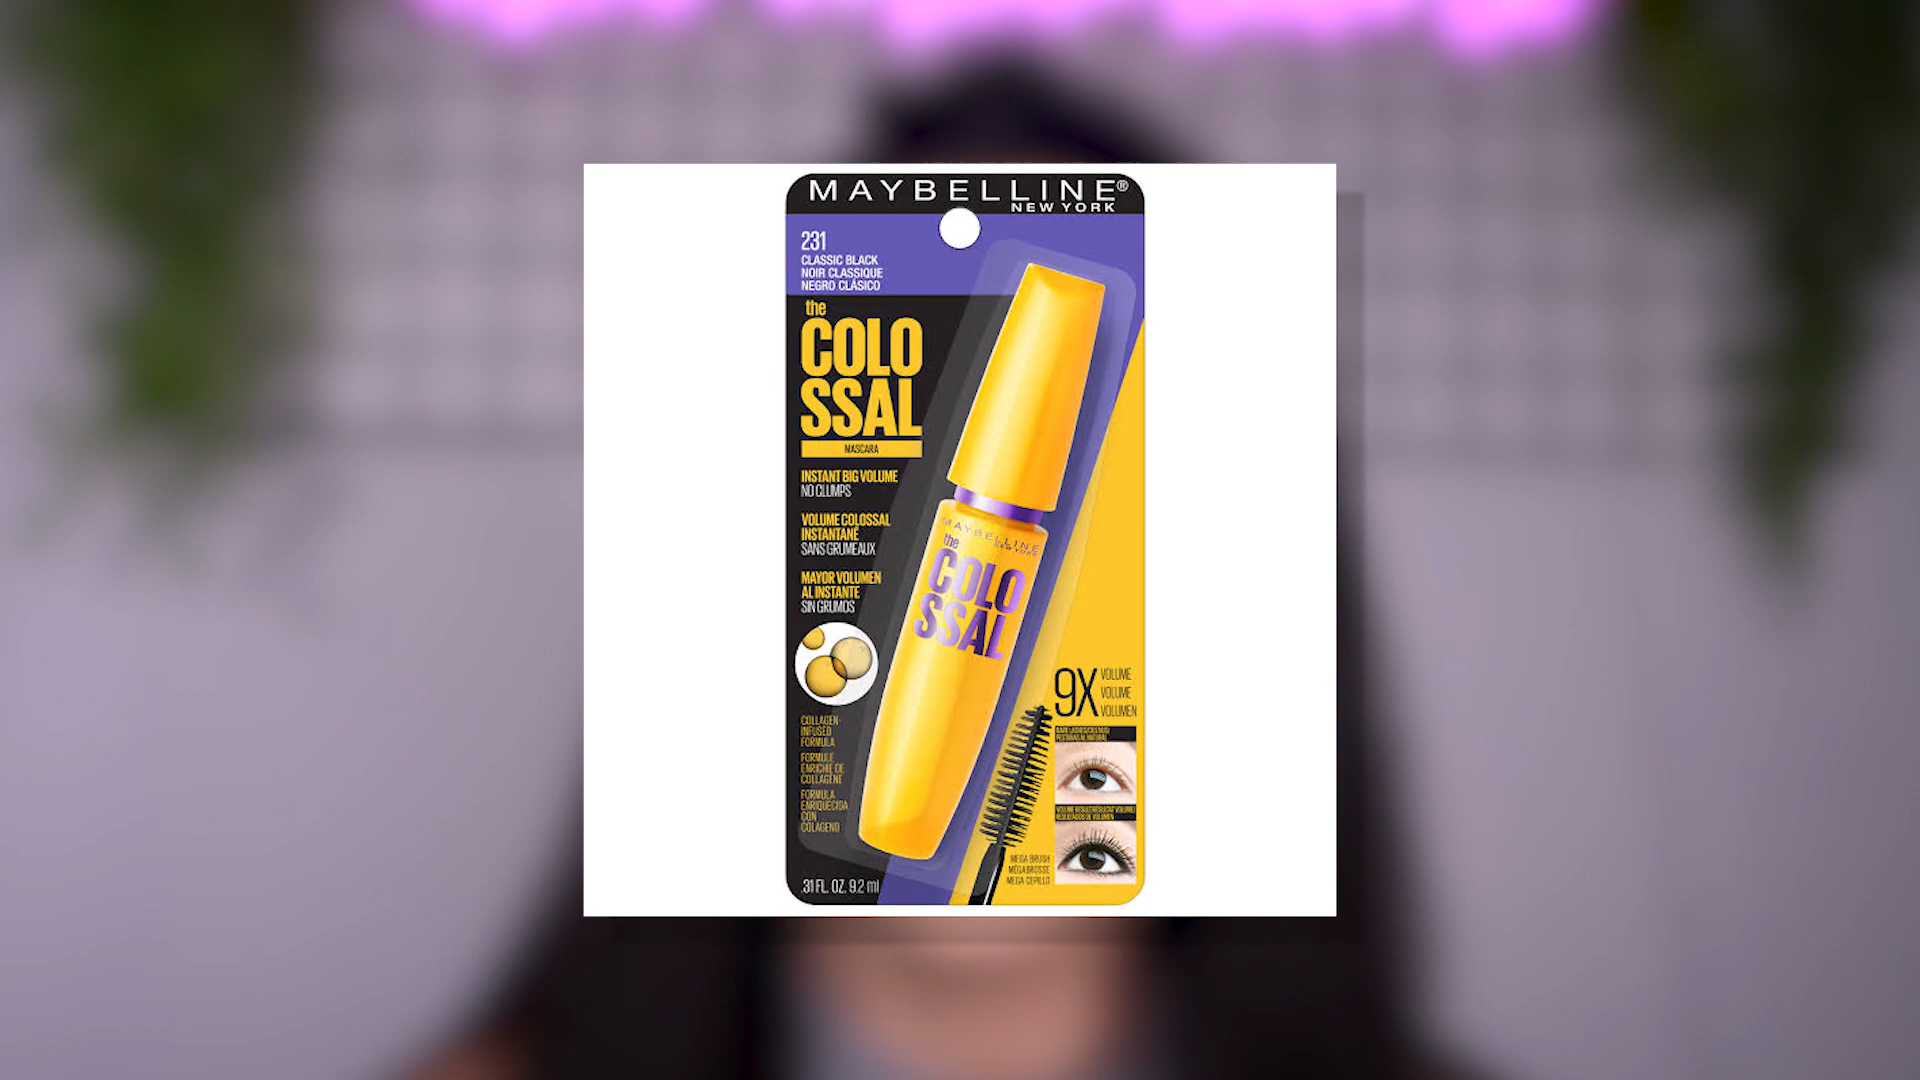 MAYBELLINE®
NEW YORK
231
CLASSIC BLACK
NOIR CLASSIQUE
NEGRO CLÁSICO
the
COLO
SSAL
MASCARA
INSTANT BIG VOLUME
NO CLUMPS
VOLUME COLOSSAL
INSTANTANÉ
SANS GRUMEAUX
MAYOR VOLUMEN
AL INSTANTE
SIN GRUMOS
COLLAGEN-
INFUSED
FORMULA
FORMULE
ENRICHIE DE
COLLAGÈNE
FORMULA
ENRIQUECIDA
CON
COLAGENO
.31 FL. OZ. 9.2 ml
MAYBELLINE
NEW YORK
the
COLO
SSAL
9X
VOLUME
VOLUME
VOLUMEN
MEGA BRUSH
MÉGABROSSE
MEGA CEPILLO